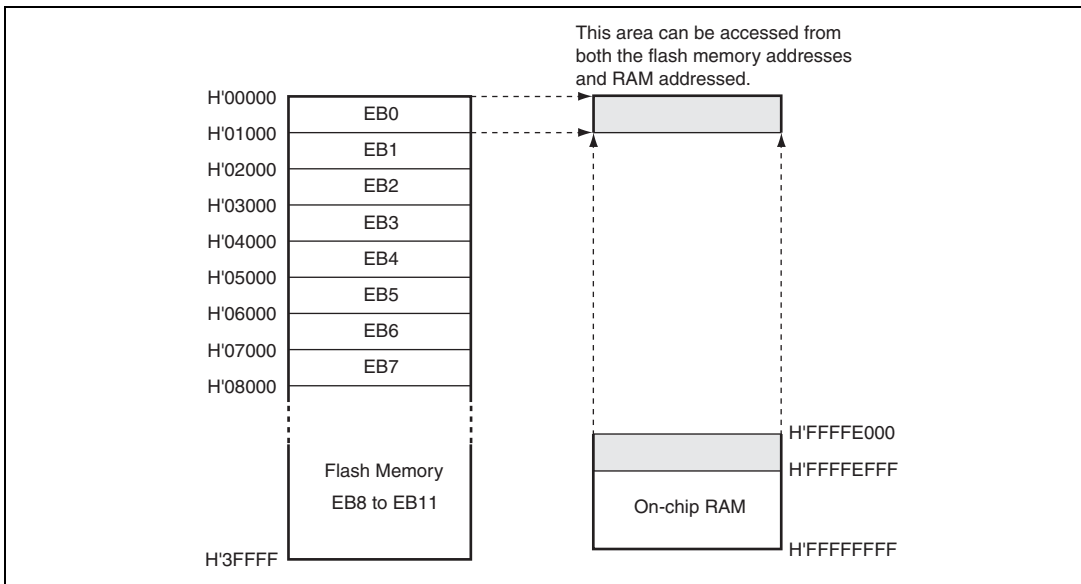 This area can be accessed from
both the flash memory addresses
and RAM addressed.
H'00000
EB0
H'01000
EB1
H'02000
EB2
H'03000
EB3
H'04000
EB4
H'05000
EB5
H'06000
EB6
H'07000
EB7
H'08000
H'FFFFE000
Flash Memory
H'FFFFEFFF
EB8 to EB11
On-chip RAM
H'3FFFF
H'FFFFFFFF